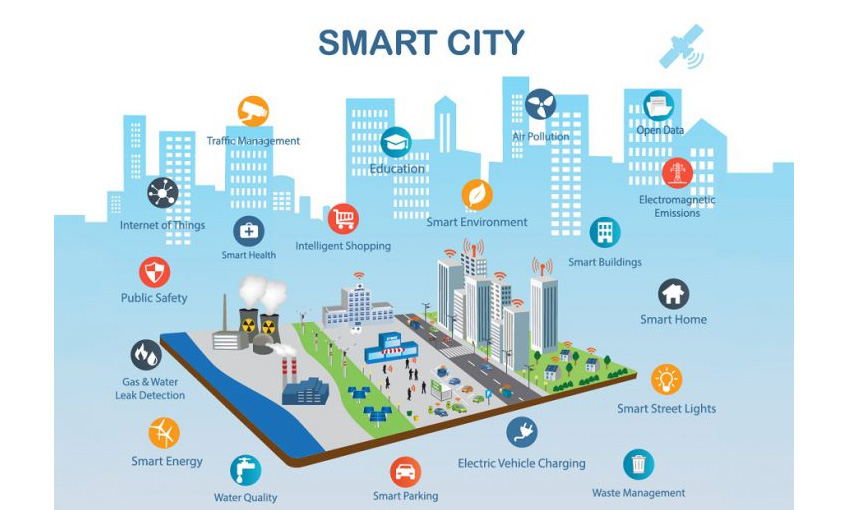 SMART CITY
Traffic Management
Education
Air Pollution
Open Data
Internet of Things
Smart Health
Intelligent Shopping
Smart Environment
Electromagnetic
Emissions
Smart Buildings
Public Safety
Smart Home
Gas & Water
Leak Detection
Smart Street Lights
Smart Energy
Electric Vehicle Charging
Water Quality
Smart Parking
Waste Management